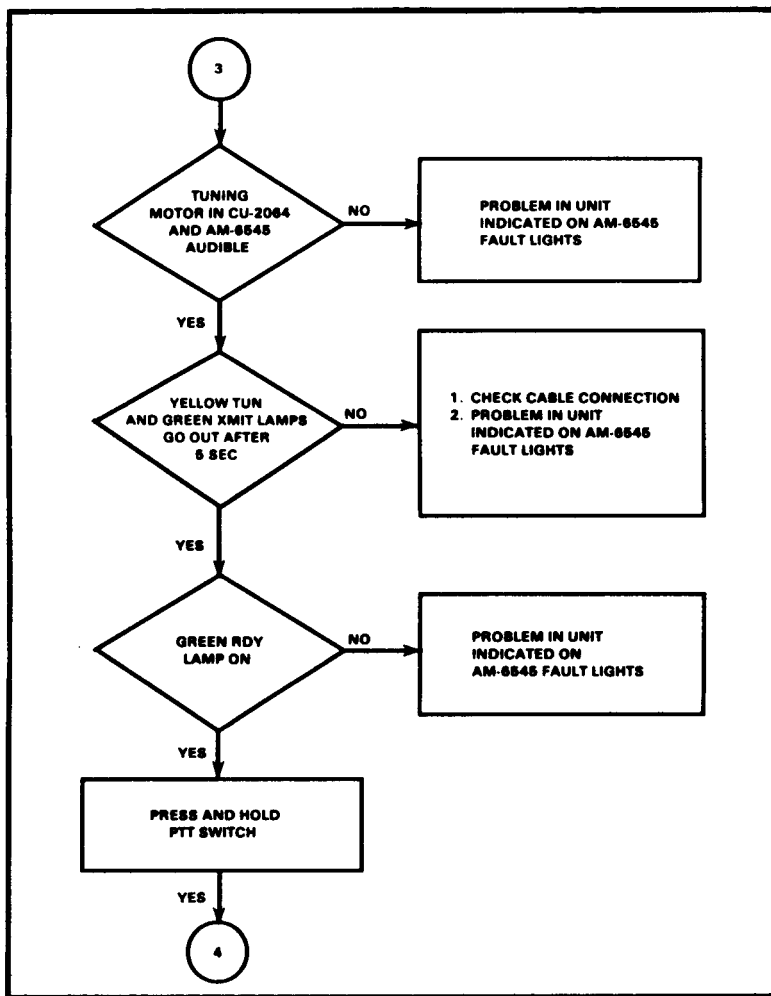 3
TUNING
MOTOR IN CU-2064
AND AM-6545
AUDIBLE
NO
PROBLEM IN UNIT
INDICATED ON AM-6545
FAULT LIGHTS
YES
YELLOW TUN
AND GREEN XMIT LAMPS
GO OUT AFTER
5 SEC
NO
1. CHECK CABLE CONNECTION
2. PROBLEM IN UNIT
INDICATED ON AM-6545
FAULT LIGHTS
YES
GREEN RDY
LAMP ON
NO
PROBLEM IN UNIT
INDICATED ON
AM-6545 FAULT LIGHTS
YES
PRESS AND HOLD
PTT SWITCH
YES
4